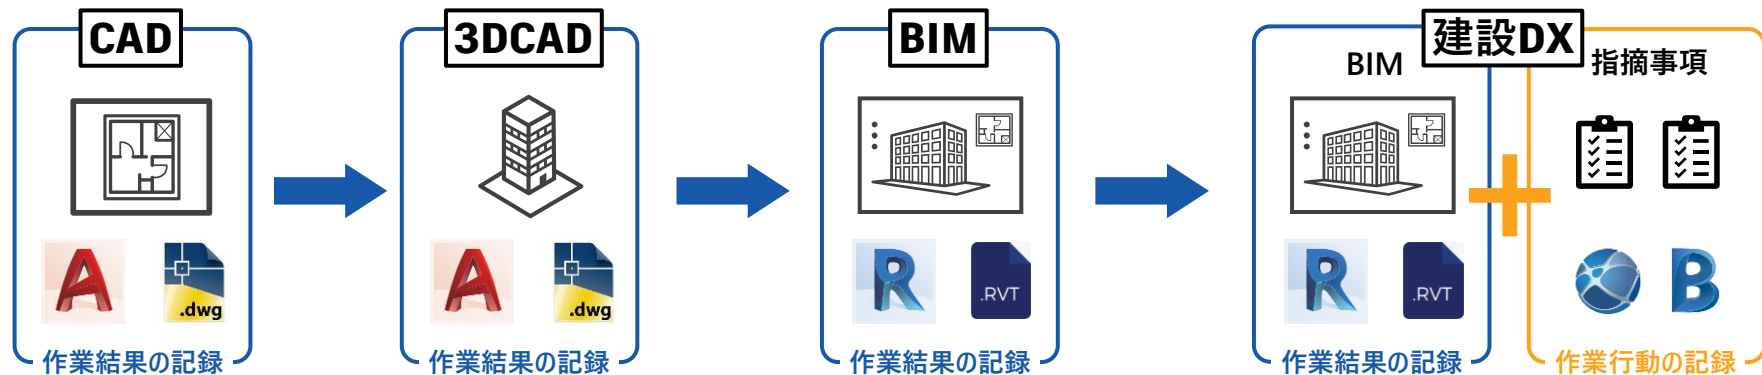 CAD
.dwg
作業結果の記録
3DCAD
.dwg
作業結果の記録
BIM
.RVT
作業結果の記録
建設DX
BIM
.RVT
作業結果の記録
指摘事項
作業行動の記録